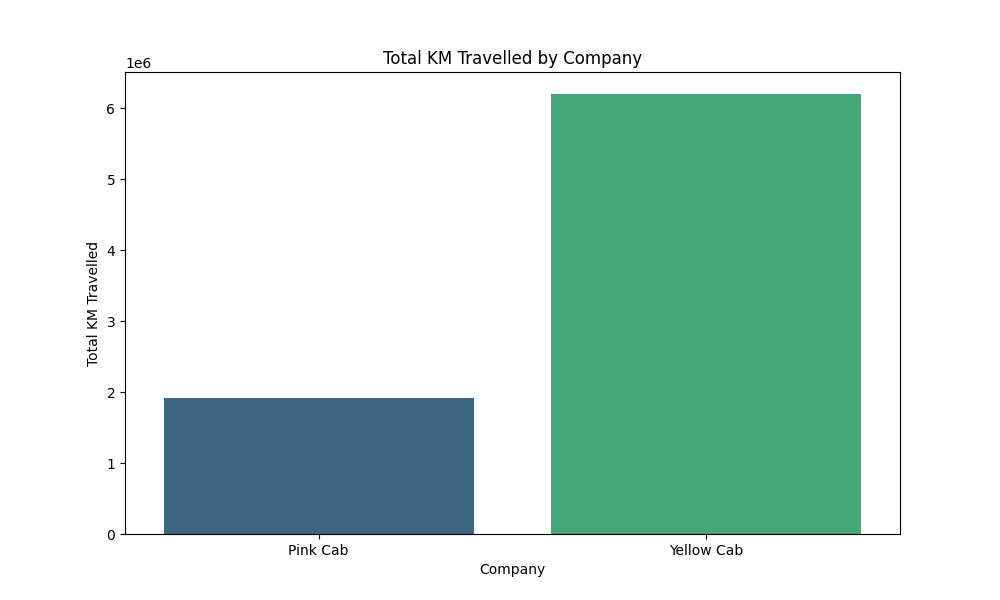 Total KM Travelled by Company
1e6
6
5
4
3
2
1
0
Total KM Travelled
Pink Cab
Yellow Cab
Company